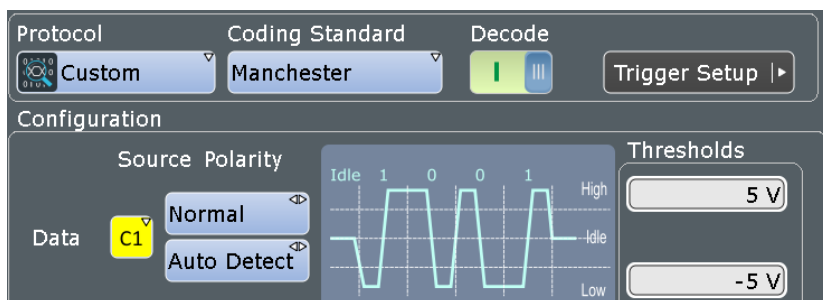 Protocol Coding Standard Decode
Custom Manchester Trigger Setup
Configuration
Source Polarity
Thresholds
Idle 1 0 0 1
High
5 V
Normal
Data C1
Idle
Auto Detect
-5 V
Low